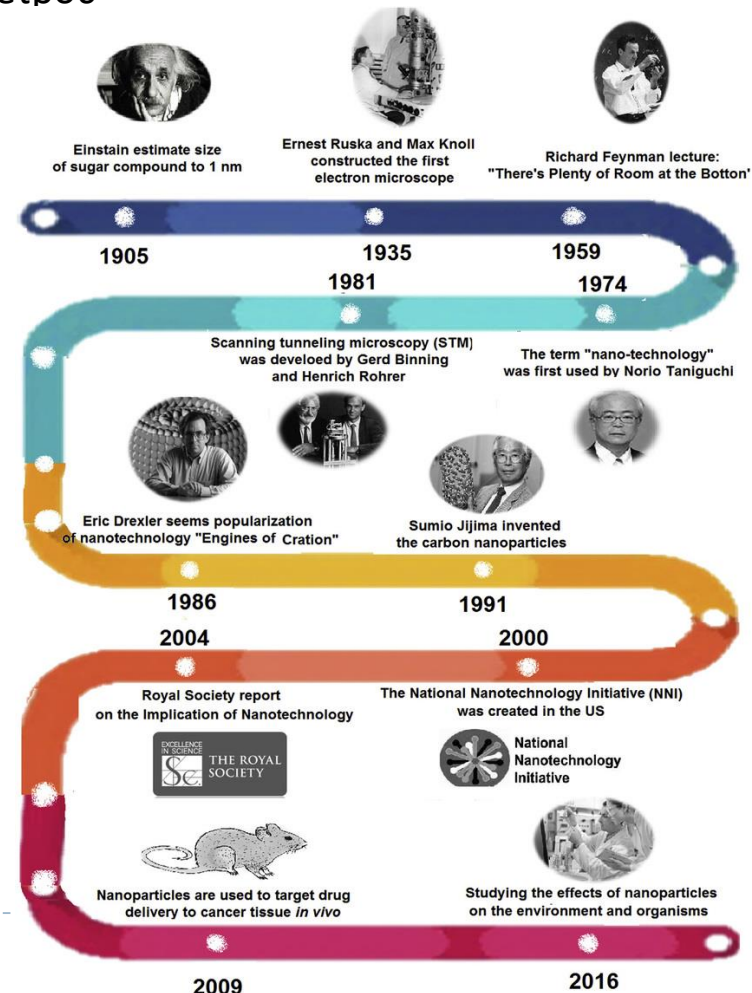 Einstain estimate size
of sugar compound to 1 nm
Ernest Ruska and Max Knoll
constructed the first
electron microscope
Richard Feynman lecture:
"There's Plenty of Room at the Botton"
1905
1935
1959
1981
1974
Scanning tunneling microscopy (STM)
was develoed by Gerd Binning
and Henrich Rohrer
The term "nano-technology"
was first used by Norio Taniguchi
Eric Drexler seems popularization
of nanotechnology "Engines of Cration"
Sumio Jijima invented
the carbon nanoparticles
1986
1991
2004
2000
Royal Society report
on the Implication of Nanotechnology
The National Nanotechnology Initiative (NNI)
was created in the US
EXCELLENCE
IN SCIENCE
THE ROYAL
SOCIETY
National
Nanotechnology
Initiative
Nanoparticles are used to target drug
delivery to cancer tissue in vivo
Studying the effects of nanoparticles
on the environment and organisms
2009
2016